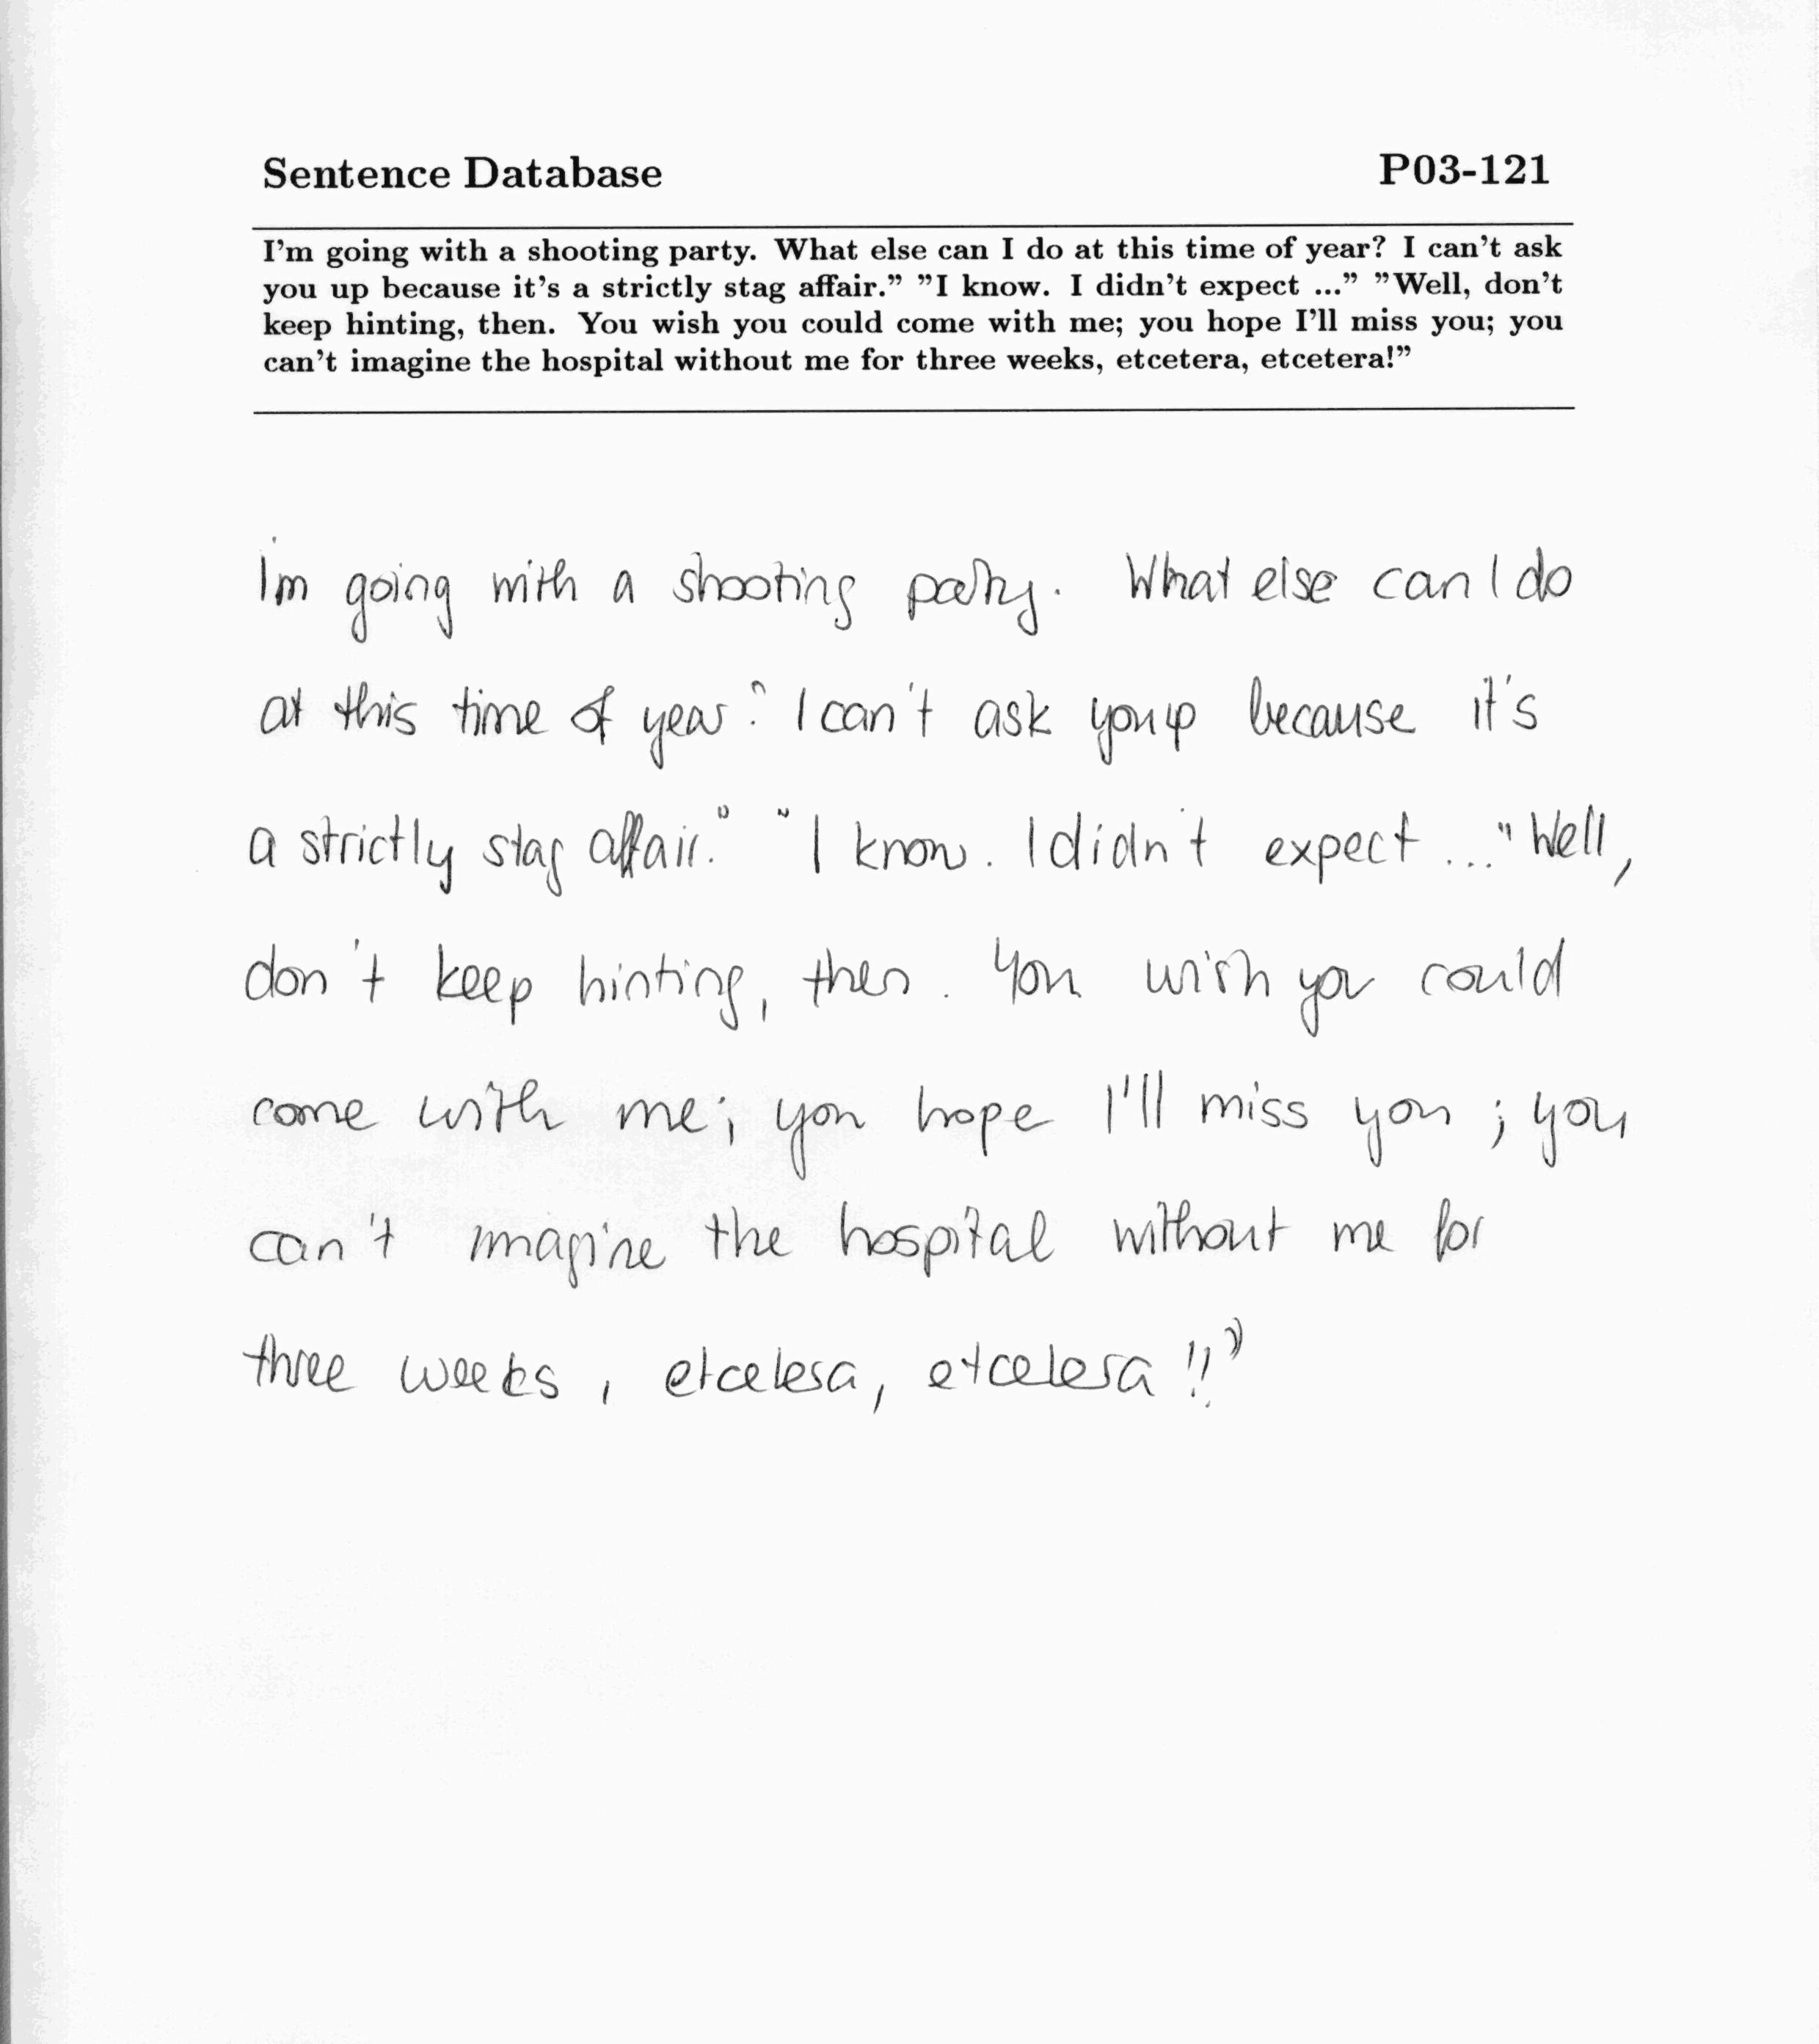 Sentence Database P03-121
I'm going with a shooting party. What else can I do at this time of year? I can't ask
you up because it's a strictly stag affair.” ”I know. I didn't expect ...” ”Well, don't
keep hinting, then. You wish you could come with me; you hope I'll miss you; you
can't imagine the hospital without me for three weeks, etcetera, etcetera!”
I'm going with a shooting party. What else can I do
at this time of year? I can't ask you up because it's
a strictly stag affair." "I know. I didn't expect ..." Well,
don't keep hinting, then. You wish you could
come with me; you hope I'll miss you; you
can't imagine the hospital without me for
three weeks, etcetera, etcetera!!"